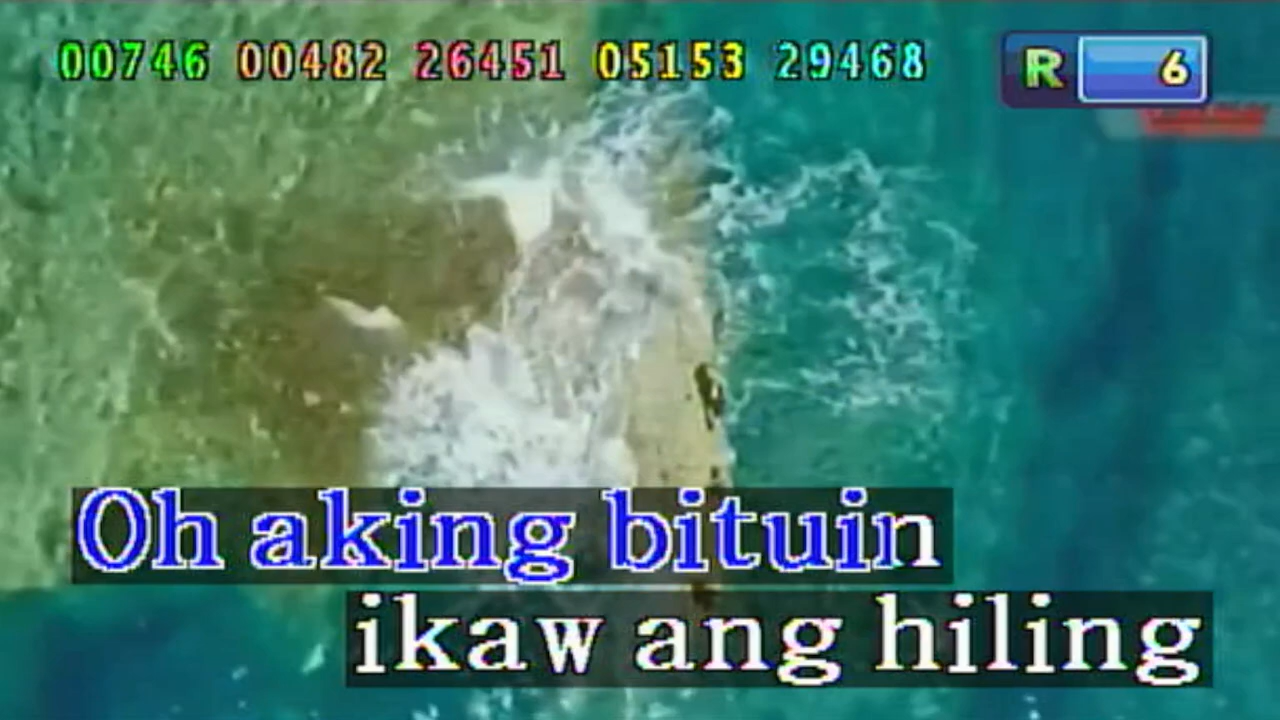 00746 00482 26451 05153 29468 R 6
Oh aking bituin
ikaw ang hiling